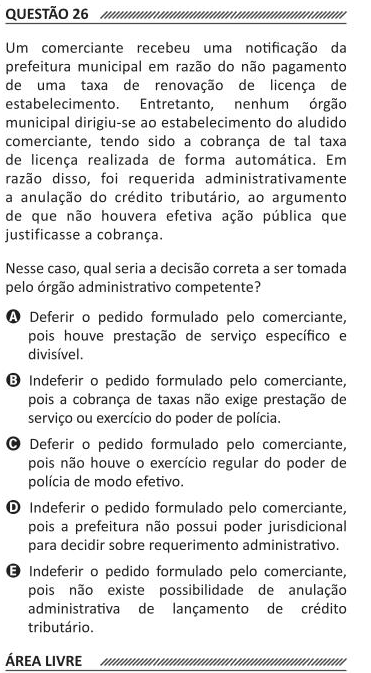 QUESTÃO 26
Um comerciante recebeu uma notificação da
prefeitura municipal em razão do não pagamento
de uma taxa de renovação de licença de
estabelecimento. Entretanto, nenhum órgão
municipal dirigiu-se ao estabelecimento do aludido
comerciante, tendo sido a cobrança de tal taxa
de licença realizada de forma automática. Em
razão disso, foi requerida administrativamente
a anulação do crédito tributário, ao argumento
de que não houvera efetiva ação pública que
justificasse a cobrança.
Nesse caso, qual seria a decisão correta a ser tomada
pelo órgão administrativo competente?
A Deferir o pedido formulado pelo comerciante,
pois houve prestação de serviço específico e
divisível.
B Indeferir o pedido formulado pelo comerciante,
pois a cobrança de taxas não exige prestação de
serviço ou exercício do poder de polícia.
C Deferir o pedido formulado pelo comerciante,
pois não houve o exercício regular do poder de
polícia de modo efetivo.
D Indeferir o pedido formulado pelo comerciante,
pois a prefeitura não possui poder jurisdicional
para decidir sobre requerimento administrativo.
E Indeferir o pedido formulado pelo comerciante,
pois não existe possibilidade de anulação
administrativa de lançamento de crédito
tributário.
ÁREA LIVRE